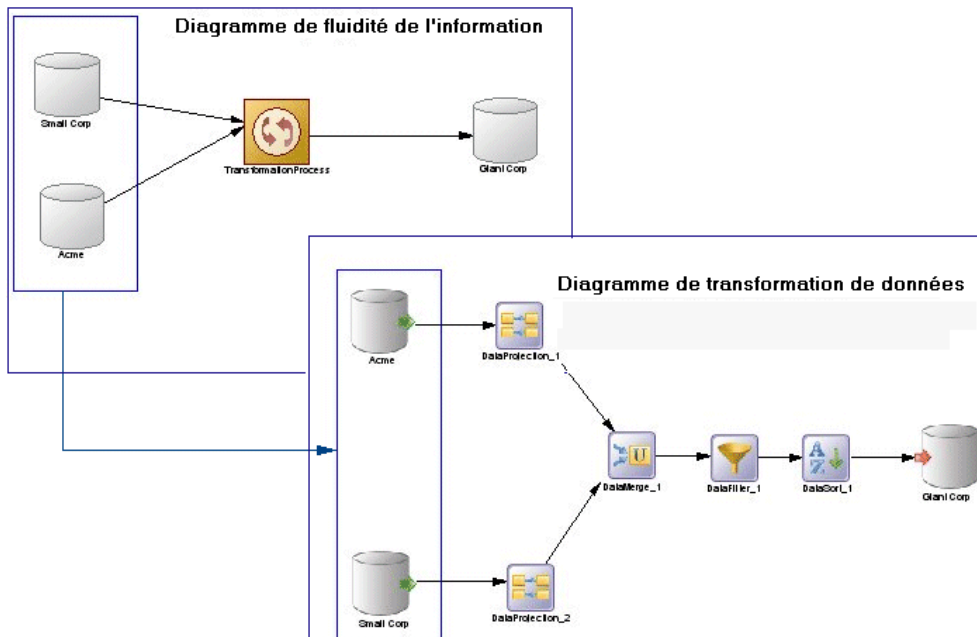 Diagramme de fluidité de l'information
Small Corp
TransformationProcess
Giant Corp
Acme
Diagramme de transformation de données
Acme
DataProjection_1
DataMerge_1
DataFilter_1
DataSort_1
Giant Corp
Small Corp
DataProjection_2